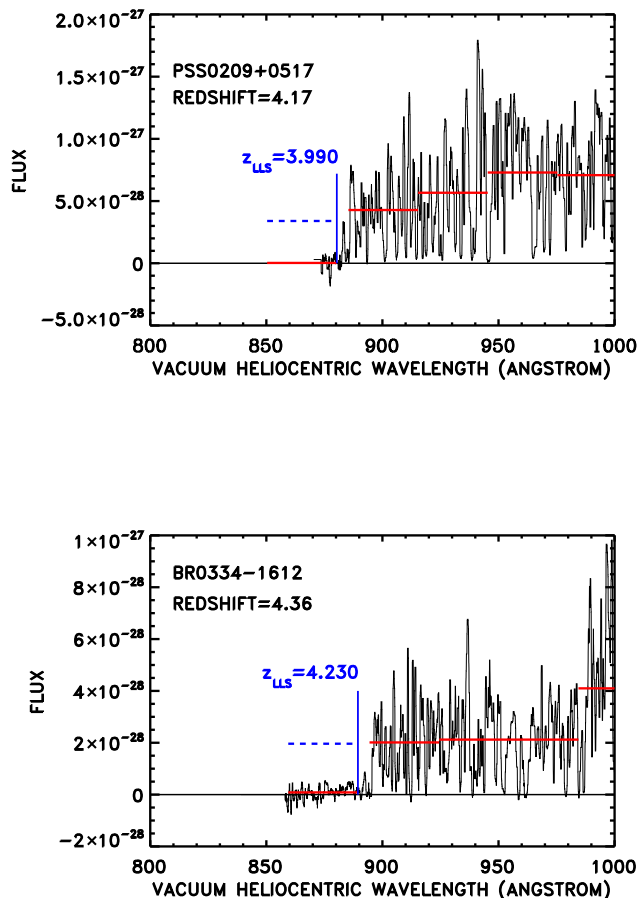 2.0×10⁻²⁷
1.5×10⁻²⁷
1.0×10⁻²⁷
5.0×10⁻²⁸
0
−5.0×10⁻²⁸
FLUX
PSS0209+0517
REDSHIFT=4.17
z_LLS=3.990
800 850 900 950 1000
VACUUM HELIOCENTRIC WAVELENGTH (ANGSTROM)
1×10⁻²⁷
8×10⁻²⁸
6×10⁻²⁸
4×10⁻²⁸
2×10⁻²⁸
0
−2×10⁻²⁸
FLUX
BR0334−1612
REDSHIFT=4.36
z_LLS=4.230
800 850 900 950 1000
VACUUM HELIOCENTRIC WAVELENGTH (ANGSTROM)